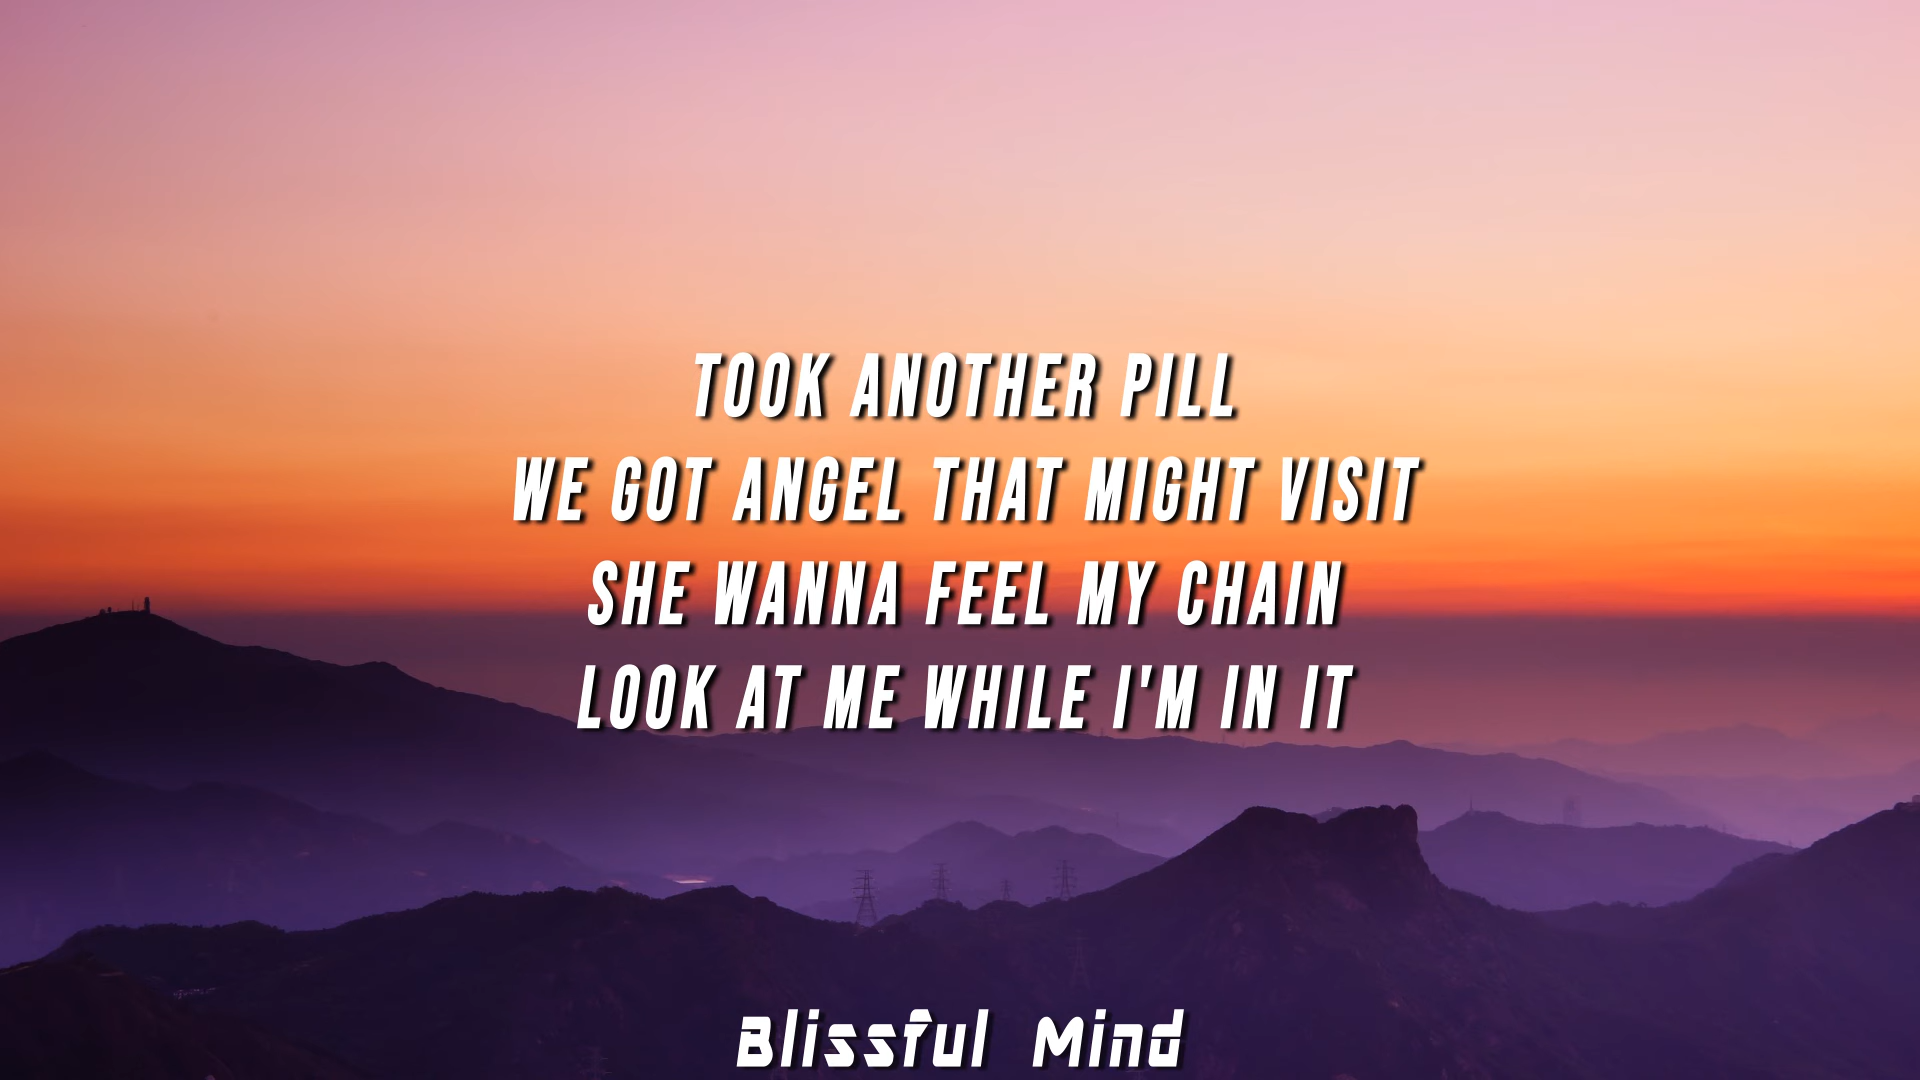 TOOK ANOTHER PILL
WE GOT ANGEL THAT MIGHT VISIT
SHE WANNA FEEL MY CHAIN
LOOK AT ME WHILE I'M IN IT
Blissful Mind